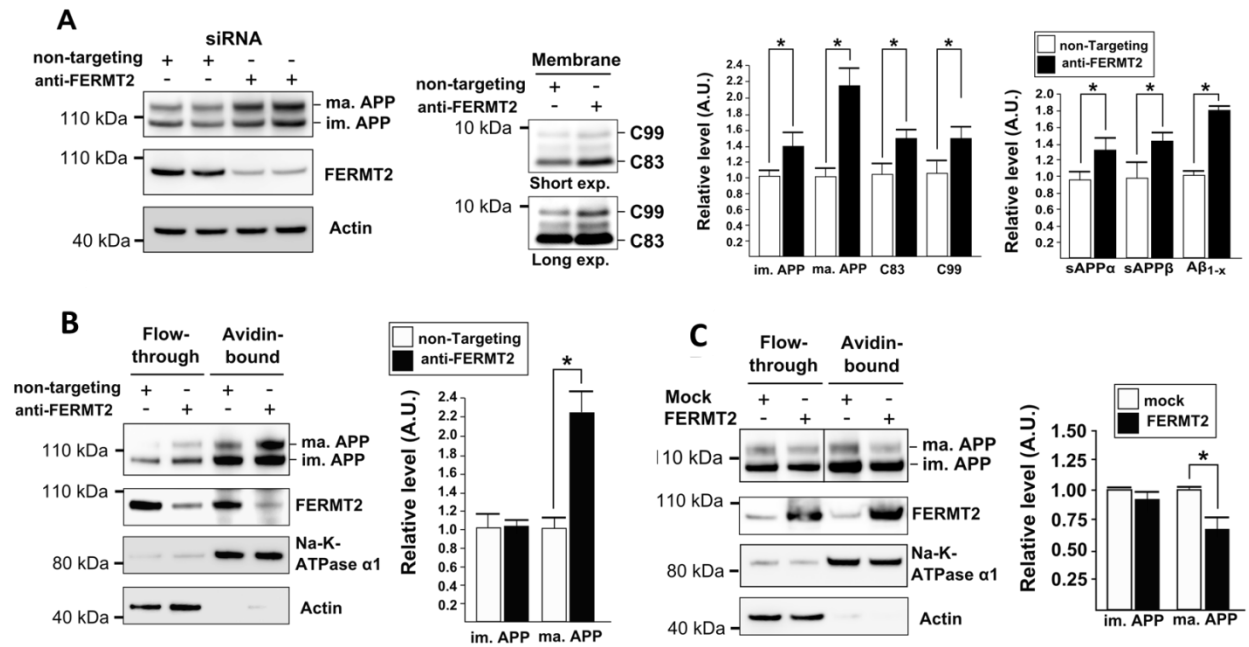 A
siRNA
non-targeting + + - -
anti-FERMT2 - - + +
110 kDa
ma. APP
im. APP
110 kDa
FERMT2
40 kDa
Actin
Membrane
non-targeting + -
anti-FERMT2 - +
10 kDa
C99
C83
Short exp.
10 kDa
C99
C83
Long exp.
Relative level (A.U.)
2.4
2.2
2.0
1.8
1.6
1.4
1.2
1.0
0.8
0.6
0.4
0.2
* * * *
im. APP ma. APP C83 C99
non-Targeting
anti-FERMT2
Relative level (A.U.)
2.0
1.8
1.6
1.4
1.2
1.0
0.8
0.6
0.4
0.2
* * *
sAPPα sAPPβ Aβ1-x
B
Flow-
through
Avidin-
bound
non-targeting + - + -
anti-FERMT2 - + - +
110 kDa
ma. APP
im. APP
110 kDa
FERMT2
80 kDa
Na-K-
ATPase α1
40 kDa
Actin
non-Targeting
anti-FERMT2
Relative level (A.U.)
2.4
2.2
2.0
1.8
1.6
1.4
1.2
1.0
0.8
0.6
0.4
0.2
*
im. APP ma. APP
C
Flow-
through
Avidin-
bound
Mock + - + -
FERMT2 - + - +
110 kDa
ma. APP
im. APP
110 kDa
FERMT2
80 kDa
Na-K-
ATPase α1
40 kDa
Actin
mock
FERMT2
Relative level (A.U.)
1.50
1.25
1.00
0.75
0.50
0.25
*
im. APP ma. APP